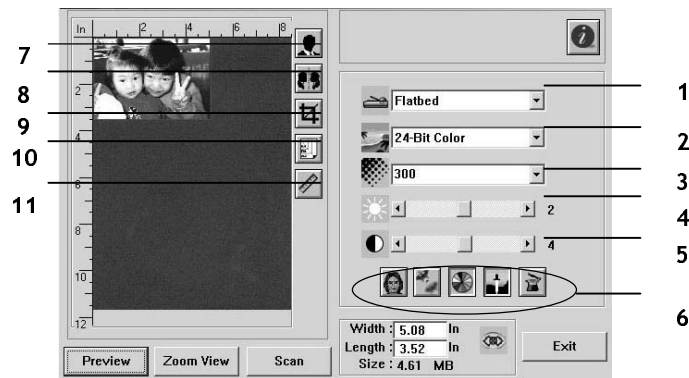 In 2 4 6 8
2
4
6
8
10
12
7
8
9
10
11
Flatbed
24-Bit Color
300
2
4
1
2
3
4
5
6
Width : 5.08 In
Length : 3.52 In
Size : 4.61 MB
Preview
Zoom View
Scan
Exit